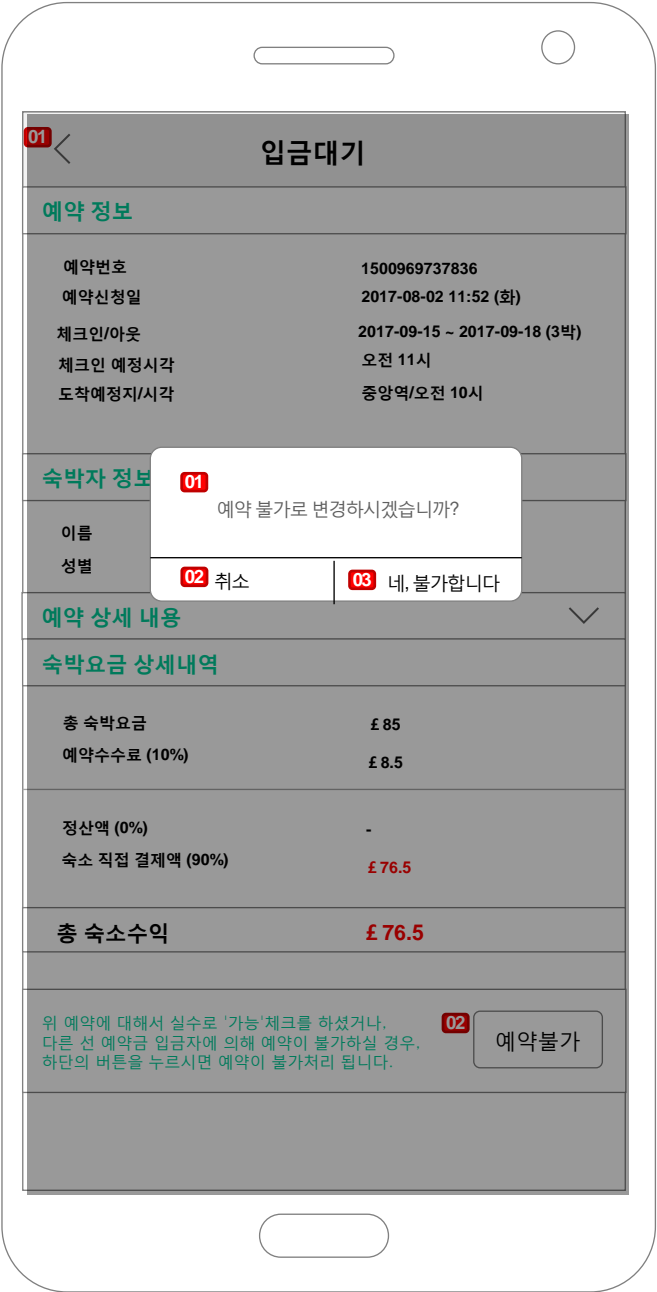 01
입금대기
예약 정보
예약번호 1500969737836
예약신청일 2017-08-02 11:52 (화)
체크인/아웃 2017-09-15 ~ 2017-09-18 (3박)
체크인 예정시각 오전 11시
도착예정지/시각 중앙역/오전 10시
숙박자 정보
이름
성별
01
예약 불가로 변경하시겠습니까?
02 취소
03 네, 불가합니다
예약 상세 내용
숙박요금 상세내역
총 숙박요금 £ 85
예약수수료 (10%) £ 8.5
정산액 (0%) -
숙소 직접 결제액 (90%) £ 76.5
총 숙소수익 £ 76.5
위 예약에 대해서 실수로 '가능'체크를 하셨거나,
다른 선 예약금 입금자에 의해 예약이 불가하실 경우,
하단의 버튼을 누르시면 예약이 불가처리 됩니다.
02 예약불가